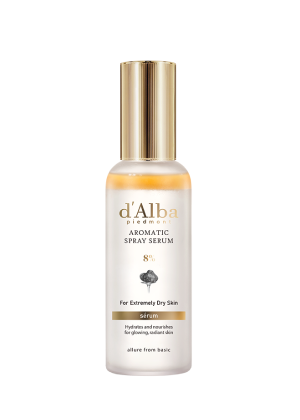 d'Alba
piedmont
AROMATIC
SPRAY SERUM
8%
For Extremely Dry Skin
serum
Hydrates and nourishes
for glowing, radiant skin
allure from basic